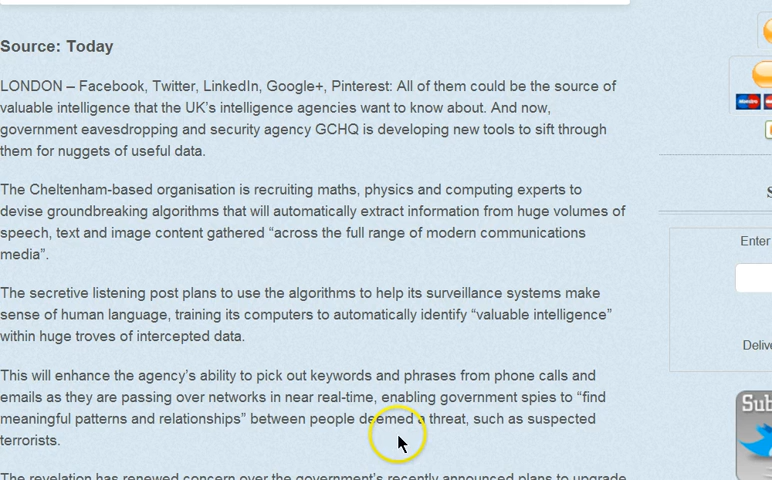 Source: Today
LONDON – Facebook, Twitter, LinkedIn, Google+, Pinterest: All of them could be the source of
valuable intelligence that the UK’s intelligence agencies want to know about. And now,
government eavesdropping and security agency GCHQ is developing new tools to sift through
them for nuggets of useful data.
The Cheltenham-based organisation is recruiting maths, physics and computing experts to
devise groundbreaking algorithms that will automatically extract information from huge volumes of
speech, text and image content gathered “across the full range of modern communications
media”.
The secretive listening post plans to use the algorithms to help its surveillance systems make
sense of human language, training its computers to automatically identify “valuable intelligence”
within huge troves of intercepted data.
This will enhance the agency’s ability to pick out keywords and phrases from phone calls and
emails as they are passing over networks in near real-time, enabling government spies to “find
meaningful patterns and relationships” between people deemed a threat, such as suspected
terrorists.
The revelation has renewed concern over the government’s recently announced plans to upgrade
Maestro
S
Enter
Delive
Sub